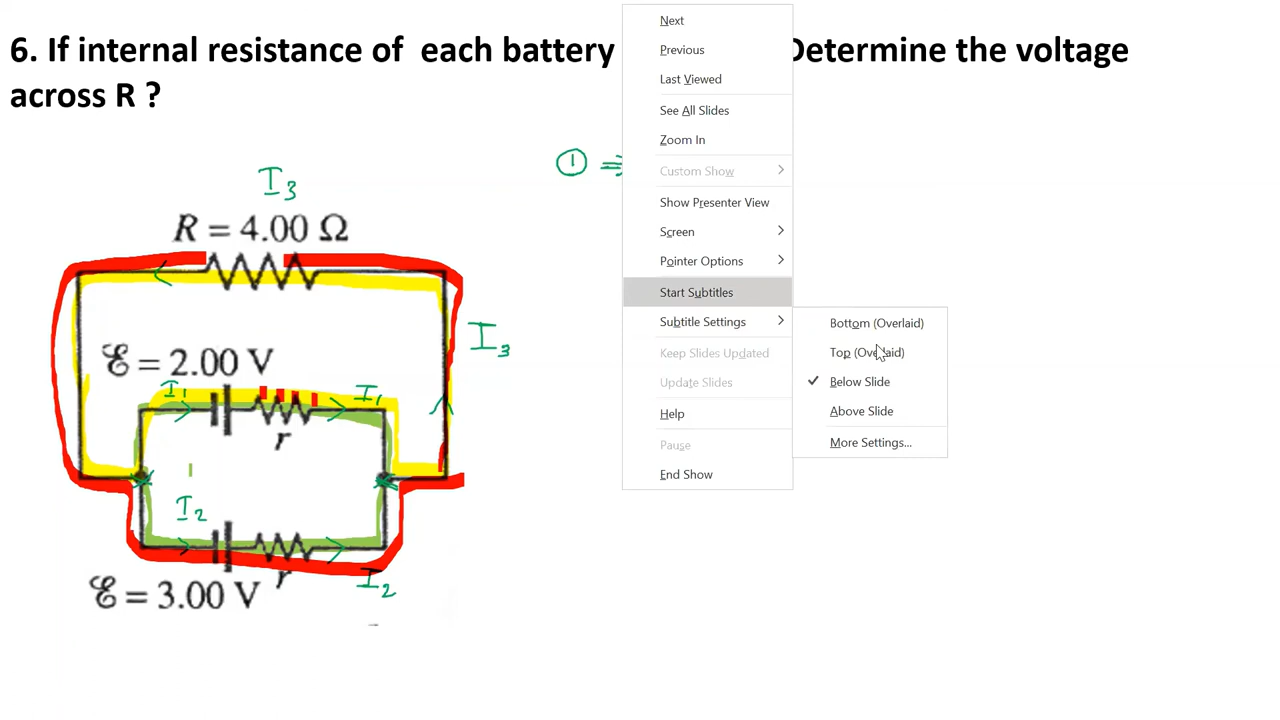 6. If internal resistance of each battery Determine the voltage
across R ?
① ⇒
I3
R = 4.00 Ω
I3
ℰ = 2.00 V
I1 I1
r
1
I2
r
I2
ℰ = 3.00 V
Next
Previous
Last Viewed
See All Slides
Zoom In
Custom Show
Show Presenter View
Screen
Pointer Options
Start Subtitles
Subtitle Settings
Keep Slides Updated
Update Slides
Help
Pause
End Show
Bottom (Overlaid)
Top (Overlaid)
Below Slide
Above Slide
More Settings...